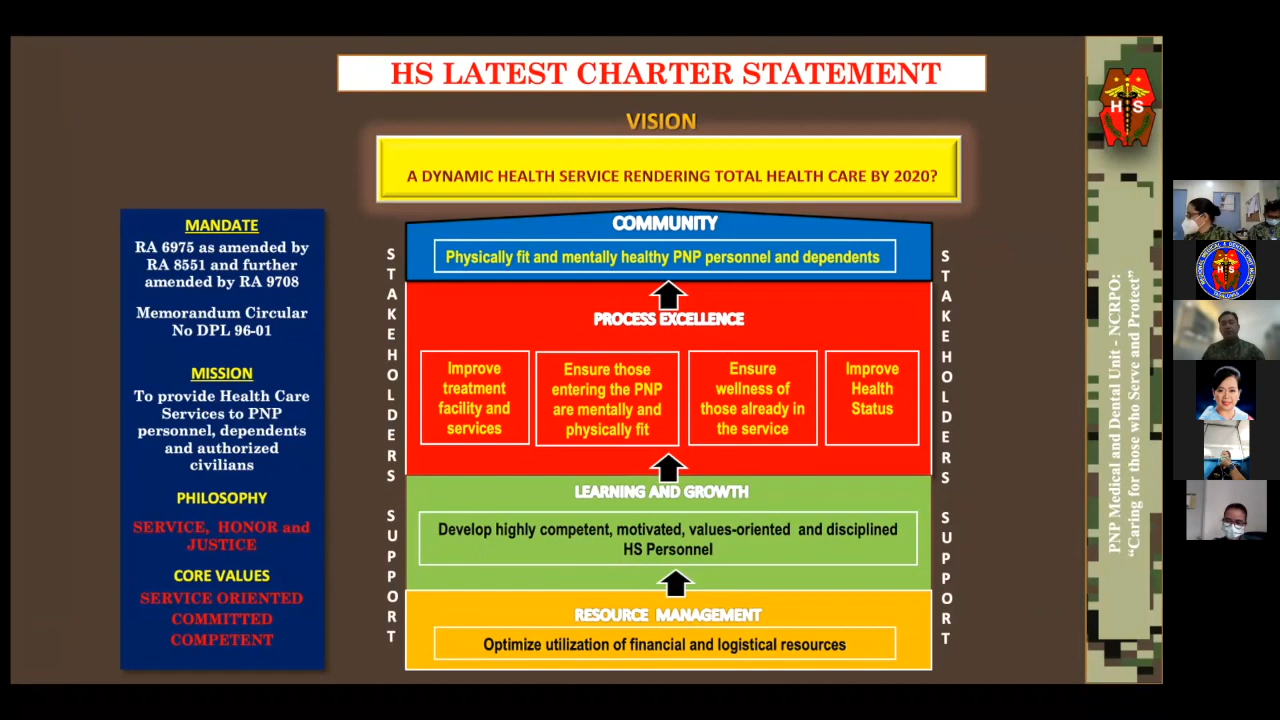 HS LATEST CHARTER STATEMENT
VISION
A DYNAMIC HEALTH SERVICE RENDERING TOTAL HEALTH CARE BY 2020?
MANDATE
RA 6975 as amended by
RA 8551 and further
amended by RA 9708
Memorandum Circular
No DPL 96-01
MISSION
To provide Health Care
Services to PNP
personnel, dependents
and authorized
civilians
PHILOSOPHY
SERVICE, HONOR and
JUSTICE
CORE VALUES
SERVICE ORIENTED
COMMITTED
COMPETENT
STAKEHOLDERS SUPPORT
COMMUNITY
Physically fit and mentally healthy PNP personnel and dependents
PROCESS EXCELLENCE
Improve
treatment
facility and
services
Ensure those
entering the PNP
are mentally and
physically fit
Ensure
wellness of
those already in
the service
Improve
Health
Status
LEARNING AND GROWTH
Develop highly competent, motivated, values-oriented and disciplined
HS Personnel
RESOURCE MANAGEMENT
Optimize utilization of financial and logistical resources
STAKEHOLDERS SUPPORT
H S
PNP Medical and Dental Unit - NCRPO:
“Caring for those who Serve and Protect”
H S